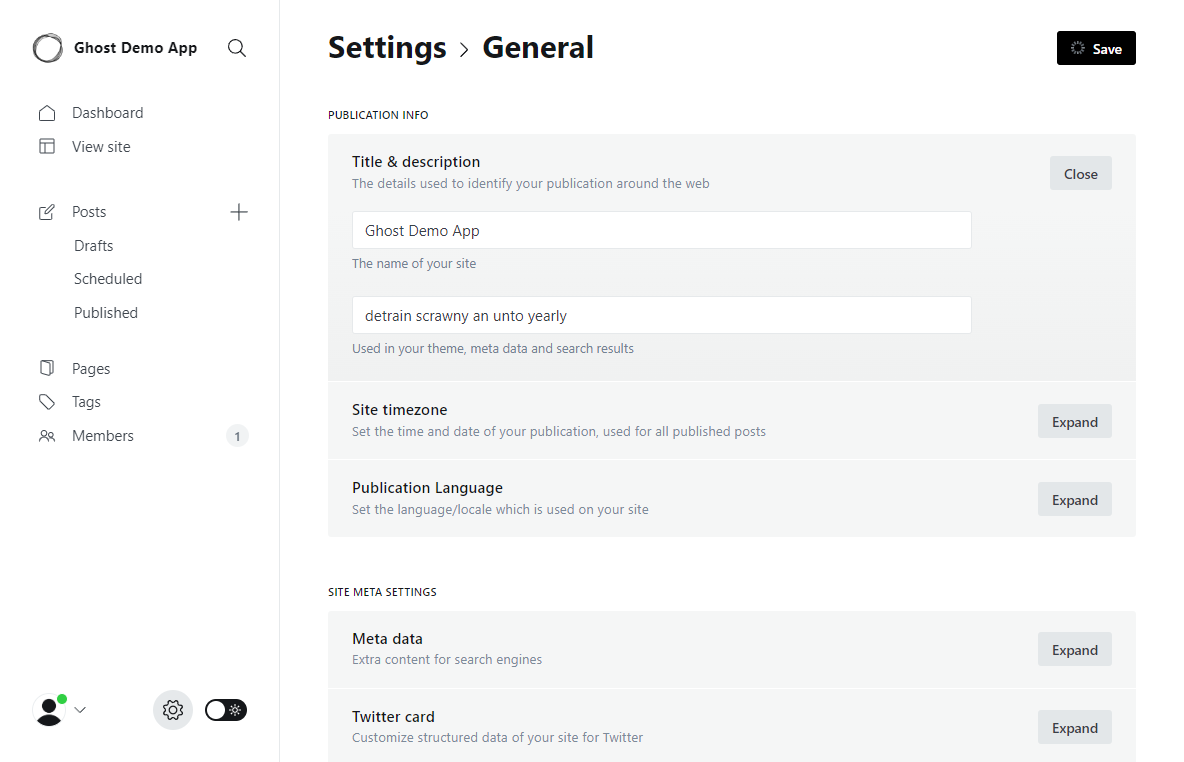 Ghost Demo App
Settings > General
Save
Dashboard
View site
Posts
Drafts
Scheduled
Published
Pages
Tags
Members 1
PUBLICATION INFO
Title & description
The details used to identify your publication around the web
Close
Ghost Demo App
The name of your site
detrain scrawny an unto yearly
Used in your theme, meta data and search results
Site timezone
Set the time and date of your publication, used for all published posts
Expand
Publication Language
Set the language/locale which is used on your site
Expand
SITE META SETTINGS
Meta data
Extra content for search engines
Expand
Twitter card
Customize structured data of your site for Twitter
Expand